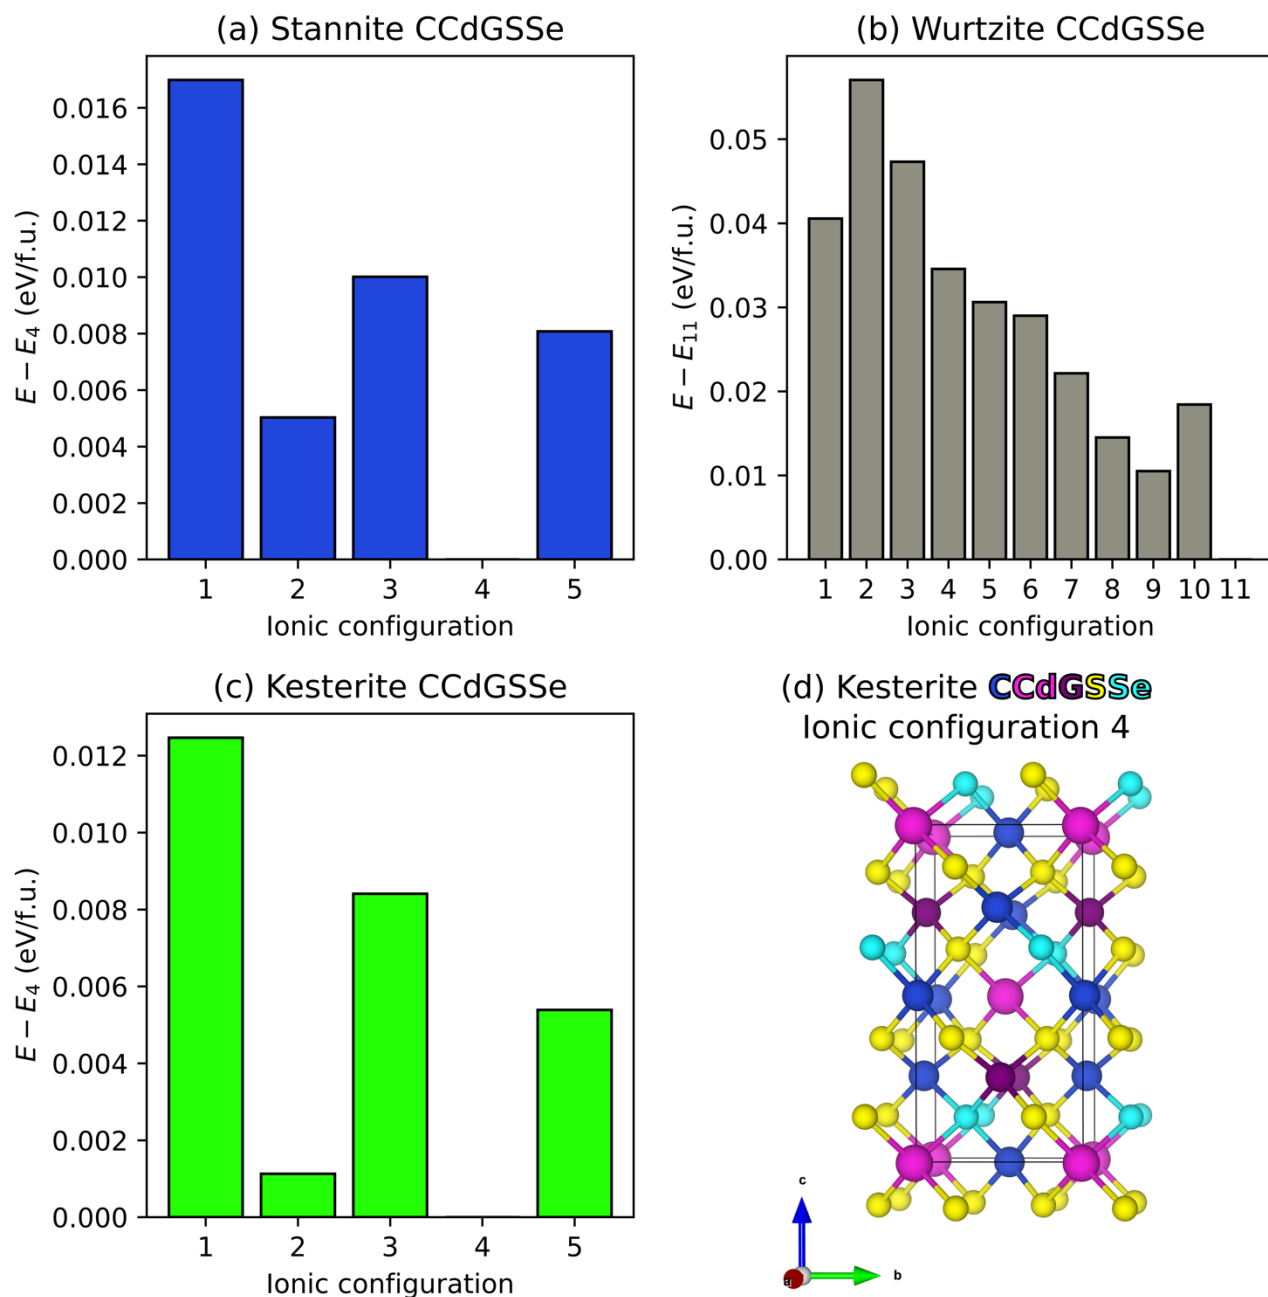 (a) Stannite CCdGSSe
E − E₄ (eV/f.u.)
0.016
0.014
0.012
0.010
0.008
0.006
0.004
0.002
0.000
1 2 3 4 5
Ionic configuration
(b) Wurtzite CCdGSSe
E − E₁₁ (eV/f.u.)
0.05
0.04
0.03
0.02
0.01
0.00
1 2 3 4 5 6 7 8 9 10 11
Ionic configuration
(c) Kesterite CCdGSSe
E − E₄ (eV/f.u.)
0.012
0.010
0.008
0.006
0.004
0.002
0.000
1 2 3 4 5
Ionic configuration
(d) Kesterite CCdGSSe
Ionic configuration 4
c
a
b